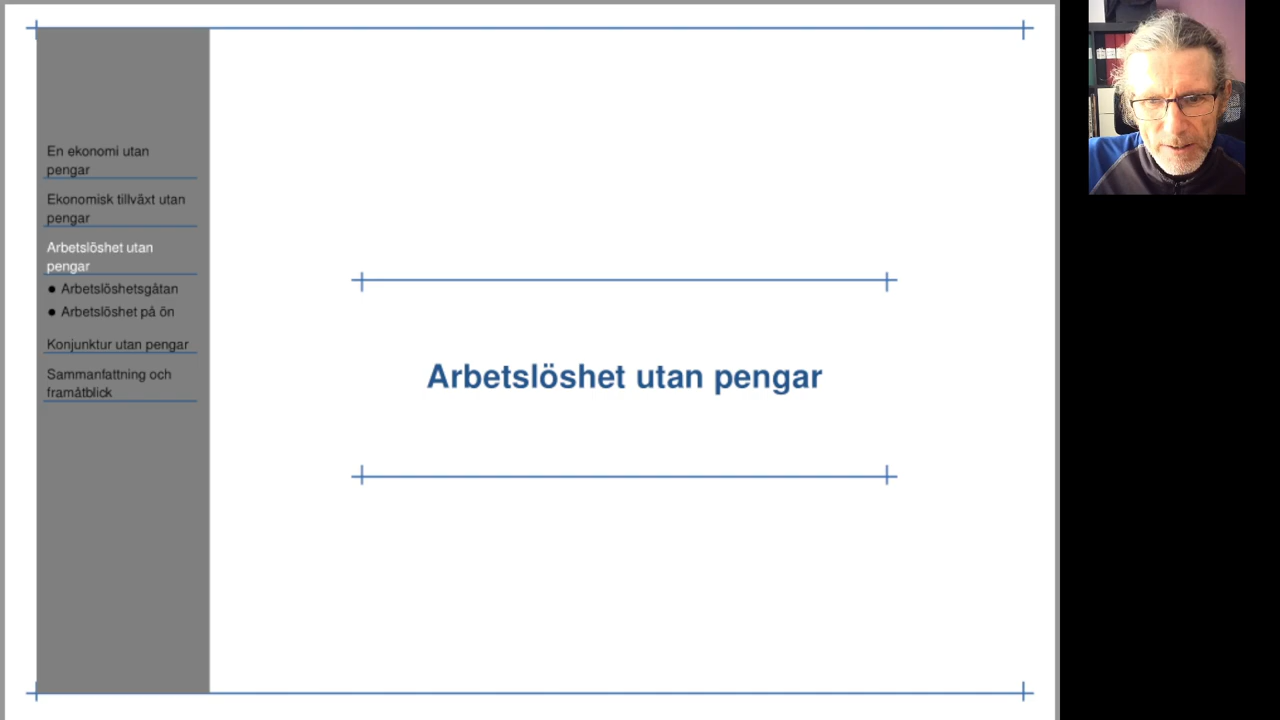 En ekonomi utan
pengar
Ekonomisk tillväxt utan
pengar
Arbetslöshet utan
pengar
• Arbetslöshetsgåtan
• Arbetslöshet på ön
Konjunktur utan pengar
Sammanfattning och
framåtblick
Arbetslöshet utan pengar